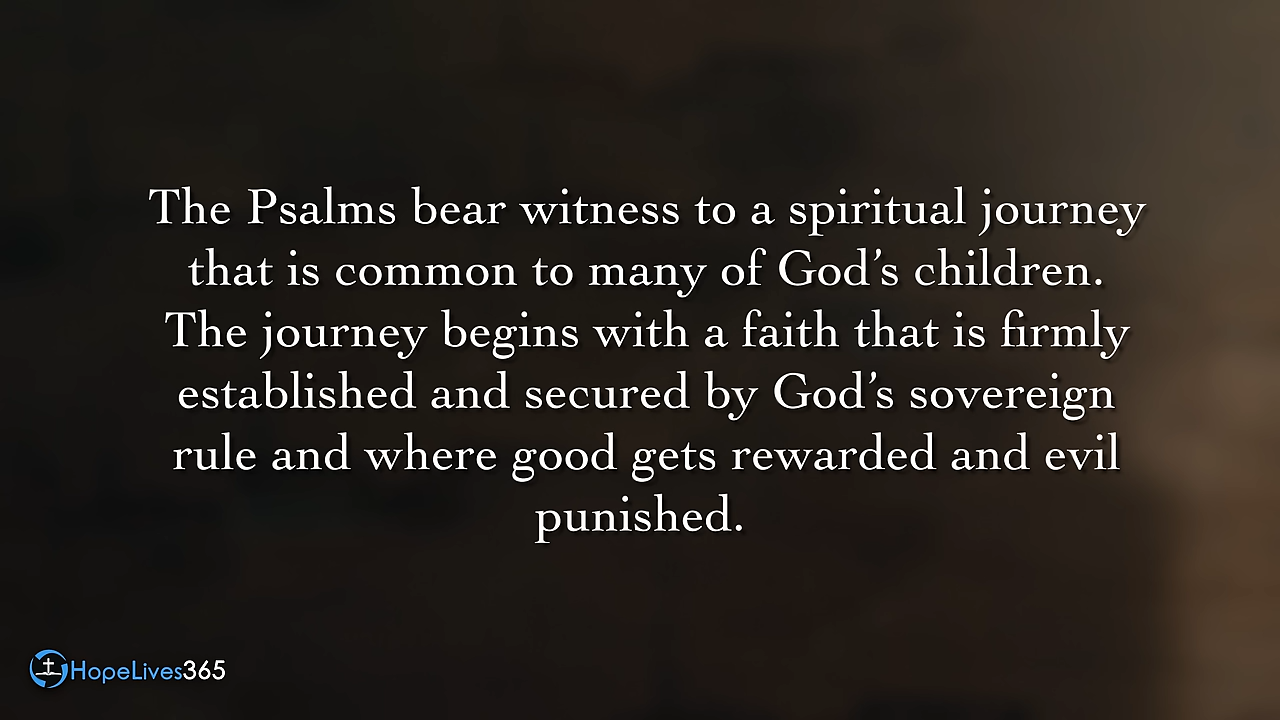 The Psalms bear witness to a spiritual journey
that is common to many of God’s children.
The journey begins with a faith that is firmly
established and secured by God’s sovereign
rule and where good gets rewarded and evil
punished.
HopeLives365